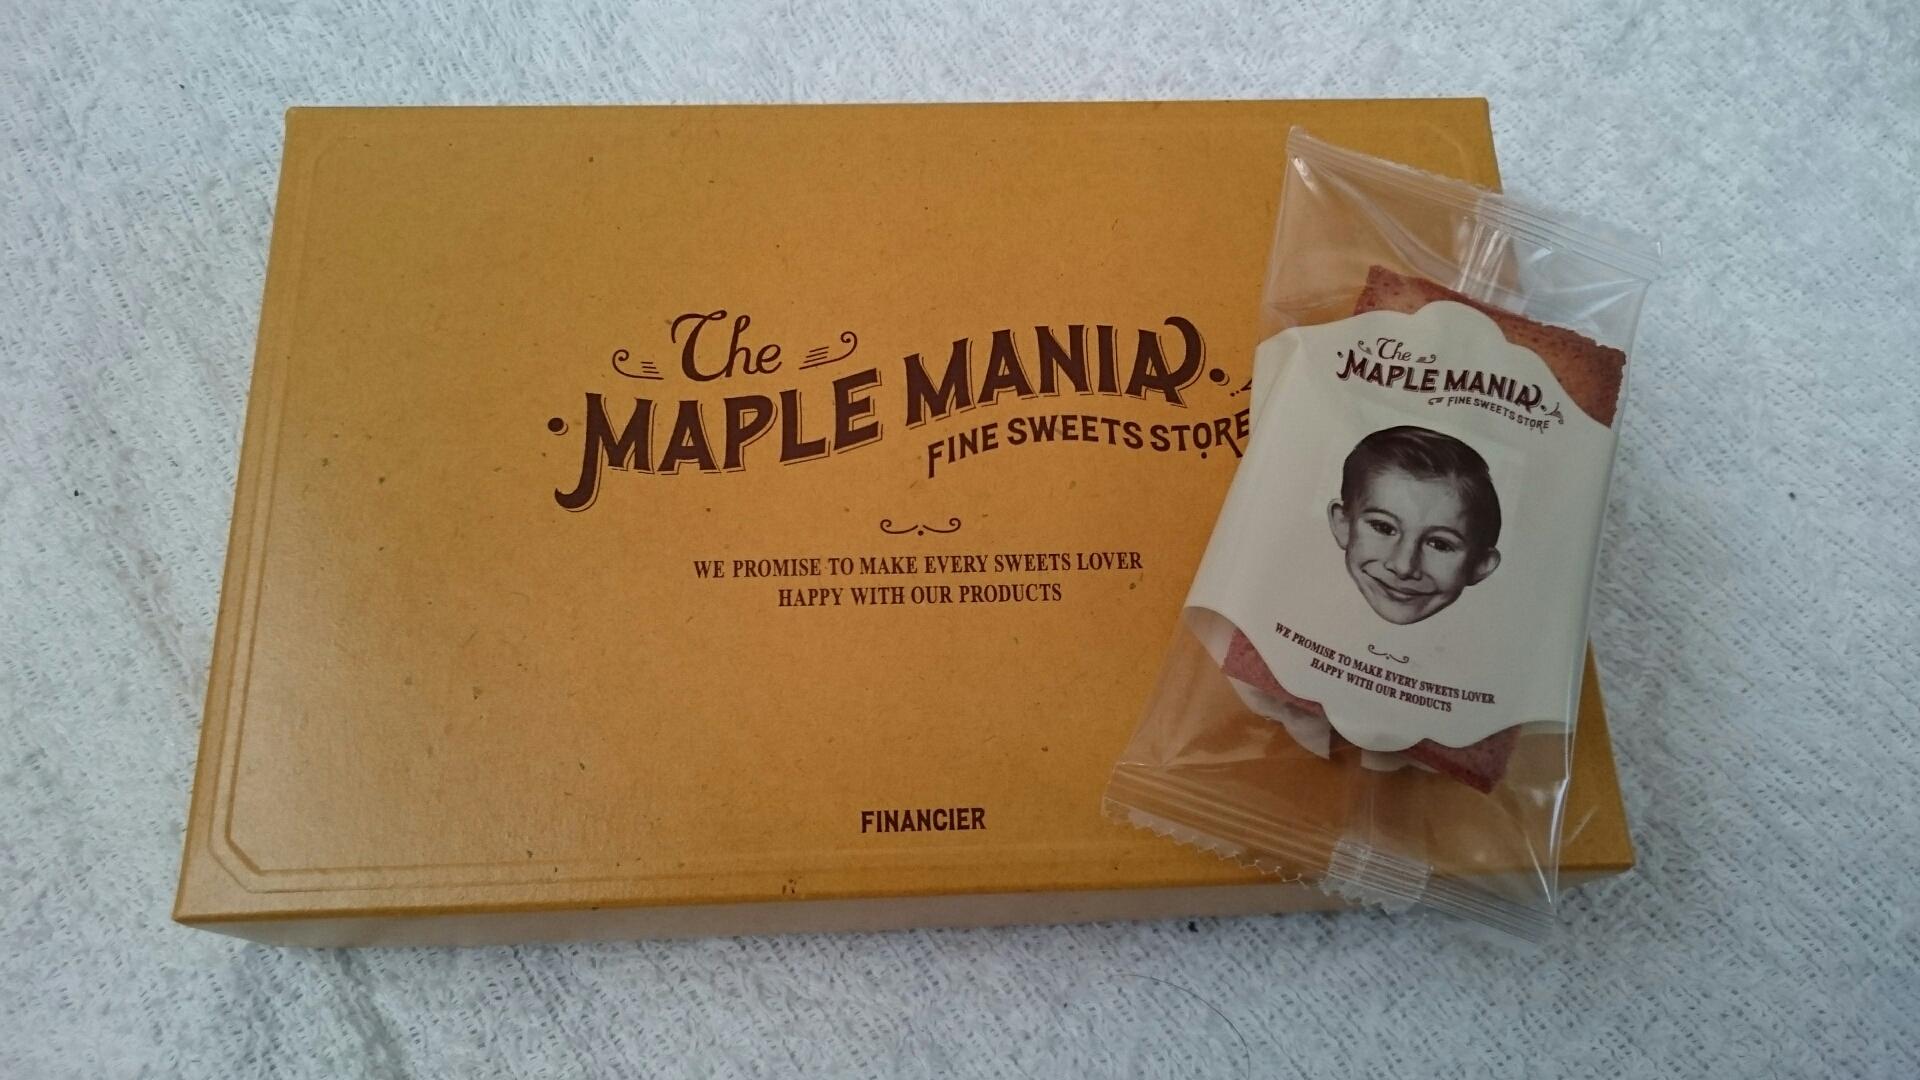 The
MAPLE MANIA
FINE SWEETS STORE
WE PROMISE TO MAKE EVERY SWEETS LOVER
HAPPY WITH OUR PRODUCTS
FINANCIER
The
MAPLE MANIA
FINE SWEETS STORE
WE PROMISE TO MAKE EVERY SWEETS LOVER
HAPPY WITH OUR PRODUCTS